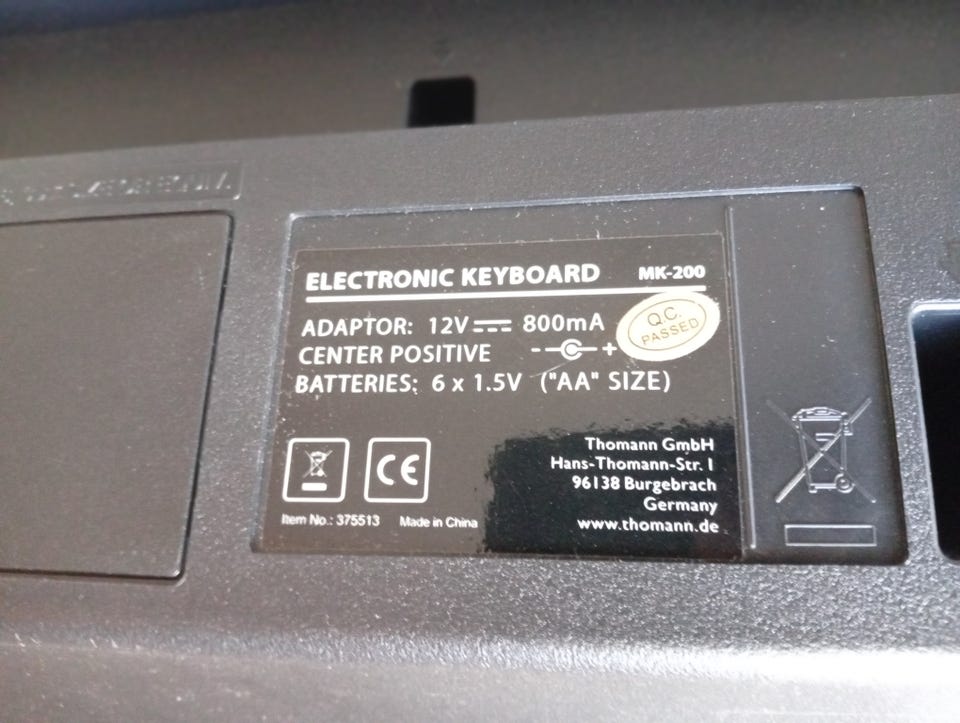 ELECTRONIC KEYBOARD MK-200
ADAPTOR: 12V 800mA
CENTER POSITIVE - +
BATTERIES: 6 x 1.5V ("AA" SIZE)
Q.C.
PASSED
CE
Thomann GmbH
Hans-Thomann-Str. 1
96138 Burgebrach
Germany
www.thomann.de
Item No.: 375513 Made in China